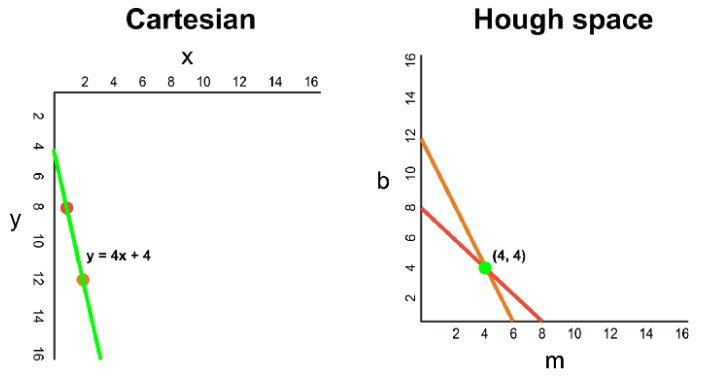 Cartesian
x
2 4 6 8 10 12 14 16
2
4
6
8
10
12
14
16
y
y = 4x + 4
Hough space
16
14
12
10
8
6
4
2
b
(4, 4)
2 4 6 8 10 12 14 16
m